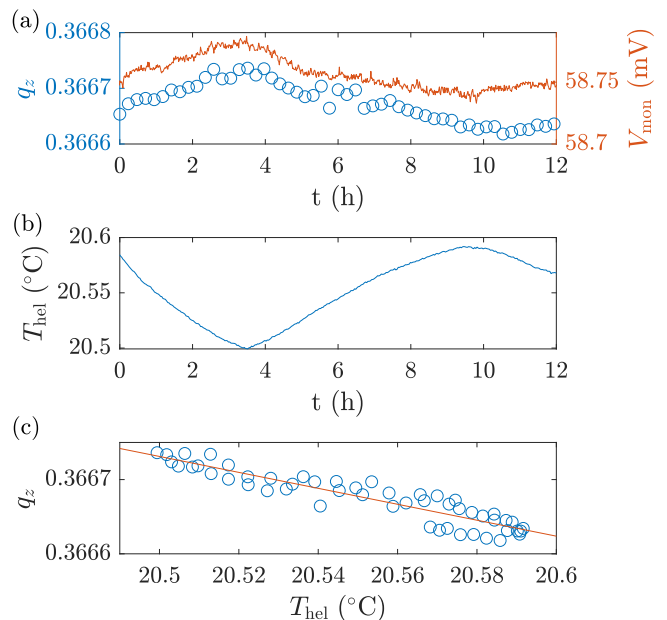 (a)
0.3668
0.3667
0.3666
q_z
58.75
58.7
V_mon (mV)
0 2 4 6 8 10 12
t (h)
(b)
20.6
20.55
20.5
T_hel (°C)
0 2 4 6 8 10 12
t (h)
(c)
0.3667
0.3666
q_z
20.5 20.52 20.54 20.56 20.58 20.6
T_hel (°C)